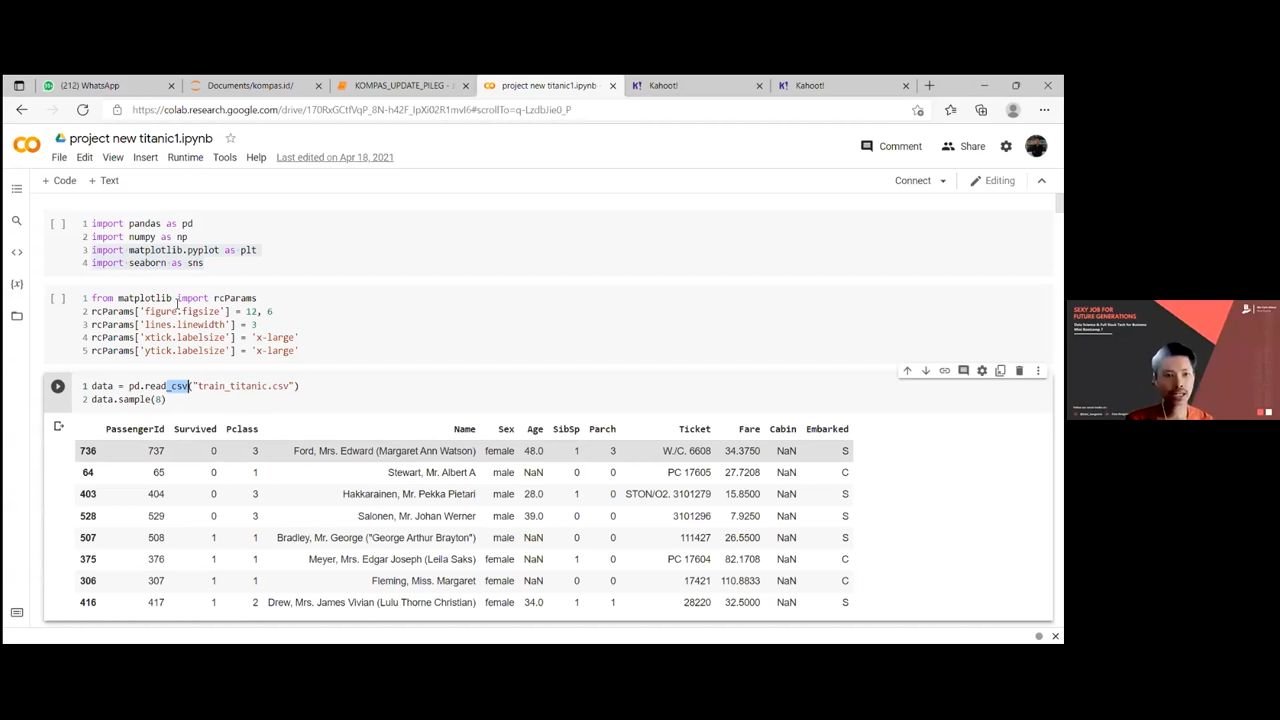 (212) WhatsApp
Documents/kompas.id/
KOMPAS_UPDATE_PILEG -
project new titanic1.ipynb
Kahoot!
Kahoot!
https://colab.research.google.com/drive/170RxGCtfVqP_8N-h42F_IpXi02R1mvI6#scrollTo=q-LzdbJie0_P
project new titanic1.ipynb
Comment
Share
File Edit View Insert Runtime Tools Help Last edited on Apr 18, 2021
+ Code + Text
Connect
Editing
[ ]
1 import pandas as pd
2 import numpy as np
3 import matplotlib.pyplot as plt
4 import seaborn as sns
[ ]
1 from matplotlib import rcParams
2 rcParams['figure.figsize'] = 12, 6
3 rcParams['lines.linewidth'] = 3
4 rcParams['xtick.labelsize'] = 'x-large'
5 rcParams['ytick.labelsize'] = 'x-large'
1 data = pd.read_csv("train_titanic.csv")
2 data.sample(8)
PassengerId Survived Pclass Name Sex Age SibSp Parch Ticket Fare Cabin Embarked
736 737 0 3 Ford, Mrs. Edward (Margaret Ann Watson) female 48.0 1 3 W./C. 6608 34.3750 NaN S
64 65 0 1 Stewart, Mr. Albert A male NaN 0 0 PC 17605 27.7208 NaN C
403 404 0 3 Hakkarainen, Mr. Pekka Pietari male 28.0 1 0 STON/O2. 3101279 15.8500 NaN S
528 529 0 3 Salonen, Mr. Johan Werner male 39.0 0 0 3101296 7.9250 NaN S
507 508 1 1 Bradley, Mr. George ("George Arthur Brayton") male NaN 0 0 111427 26.5500 NaN S
375 376 1 1 Meyer, Mrs. Edgar Joseph (Leila Saks) female NaN 1 0 PC 17604 82.1708 NaN C
306 307 1 1 Fleming, Miss. Margaret female NaN 0 0 17421 110.8833 NaN C
416 417 1 2 Drew, Mrs. James Vivian (Lulu Thorne Christian) female 34.0 1 1 28220 32.5000 NaN S
SEXY JOB FOR
FUTURE GENERATIONS
Data Science & Full Stack Tech for Business
Mini Bootcamp